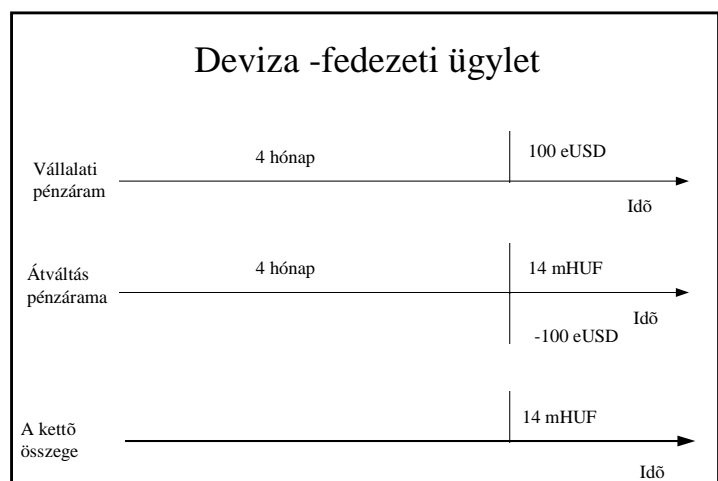 Deviza -fedezeti ügylet
Vállalati
pénzáram
4 hónap
100 eUSD
Idõ
Átváltás
pénzárama
4 hónap
14 mHUF
Idõ
-100 eUSD
A kettõ
összege
14 mHUF
Idõ